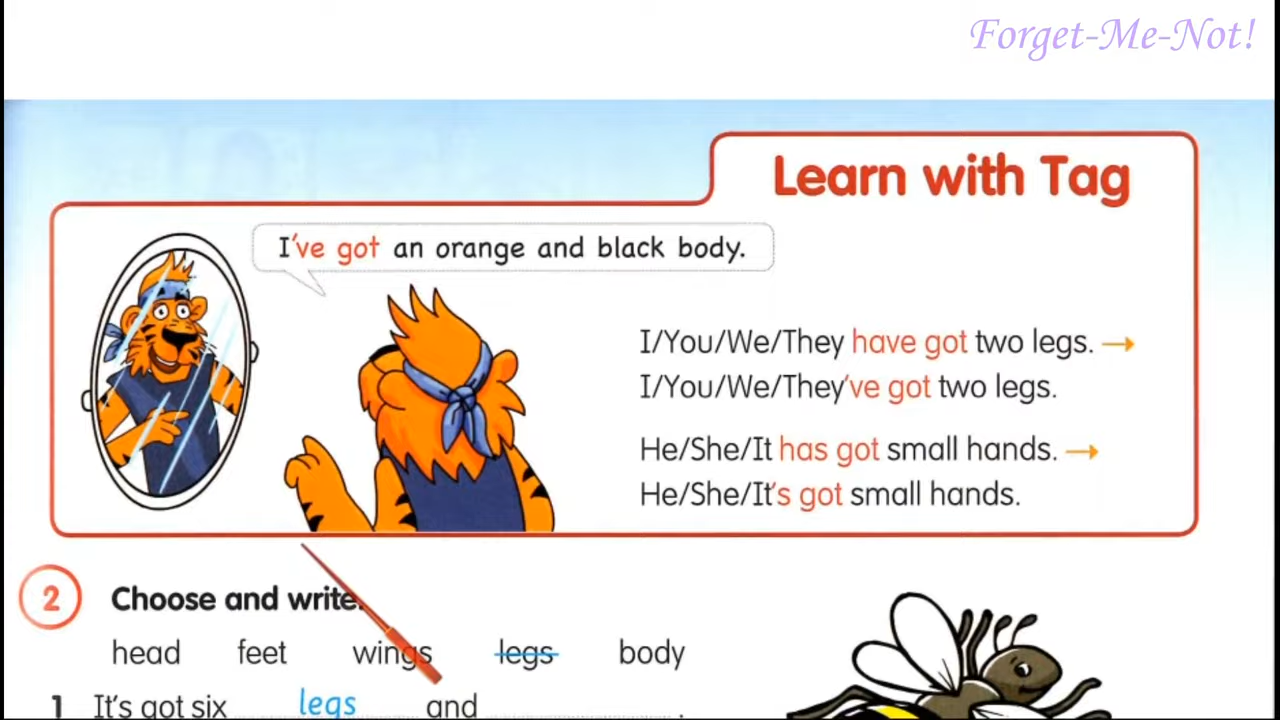 Forget-Me-Not!
Learn with Tag
I've got an orange and black body.
I/You/We/They have got two legs. →
I/You/We/They've got two legs.
He/She/It has got small hands. →
He/She/It's got small hands.
2 Choose and write.
head feet wings legs body
1 It's got six legs and .